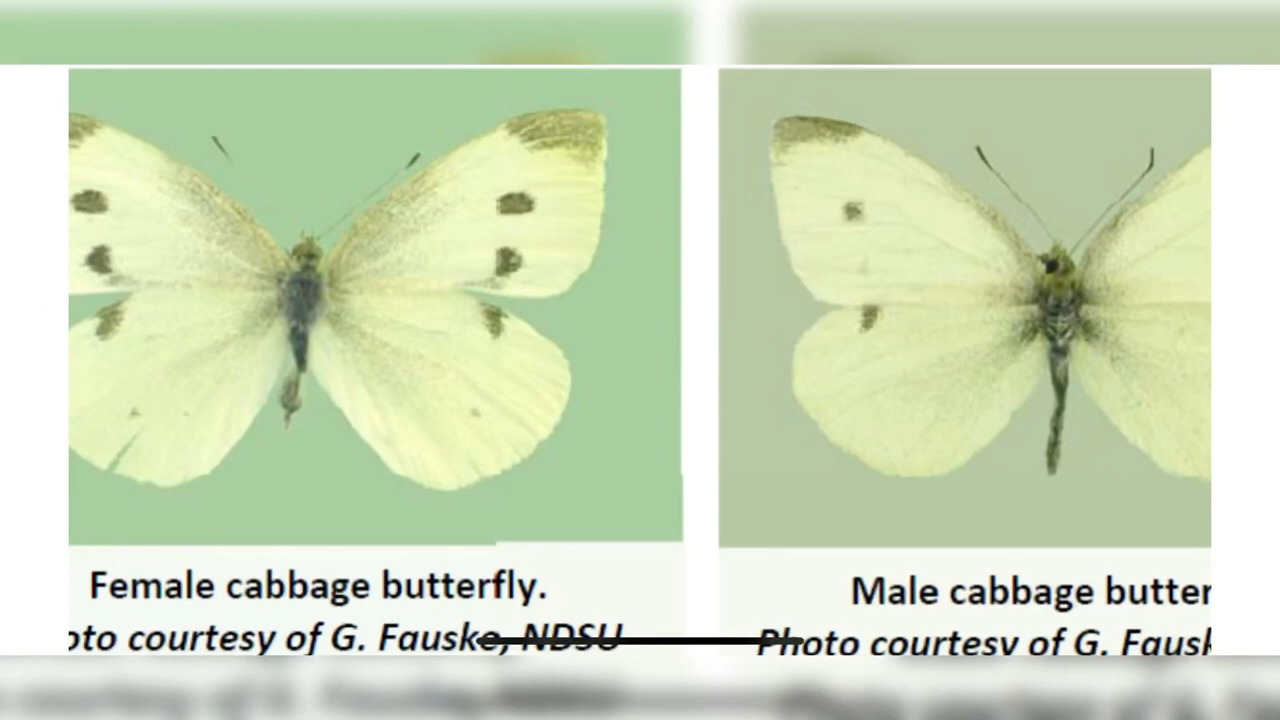 Female cabbage butterfly.
oto courtesy of G. Fauske, NDSU
Male cabbage butter
Photo courtesy of G. Fausk